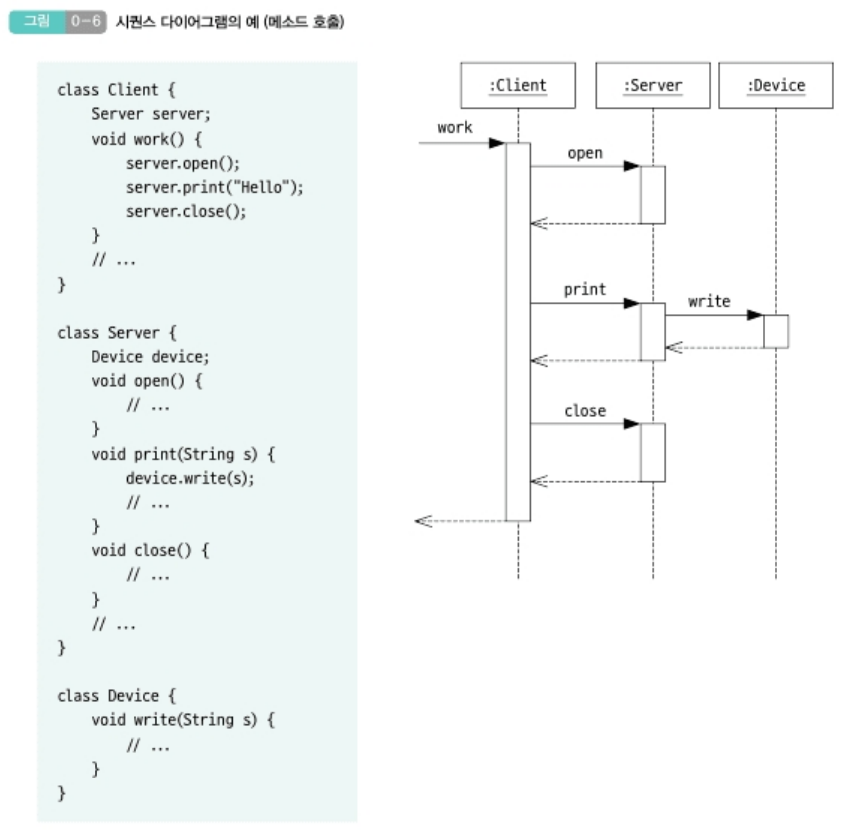 그림 0-6 시퀀스 다이어그램의 예 (메소드 호출)
class Client {
    Server server;
    void work() {
        server.open();
        server.print("Hello");
        server.close();
    }
    // ...
}
class Server {
    Device device;
    void open() {
        // ...
    }
    void print(String s) {
        device.write(s);
        // ...
    }
    void close() {
        // ...
    }
    // ...
}
class Device {
    void write(String s) {
        // ...
    }
}
:Client :Server :Device
work
open
print
write
close